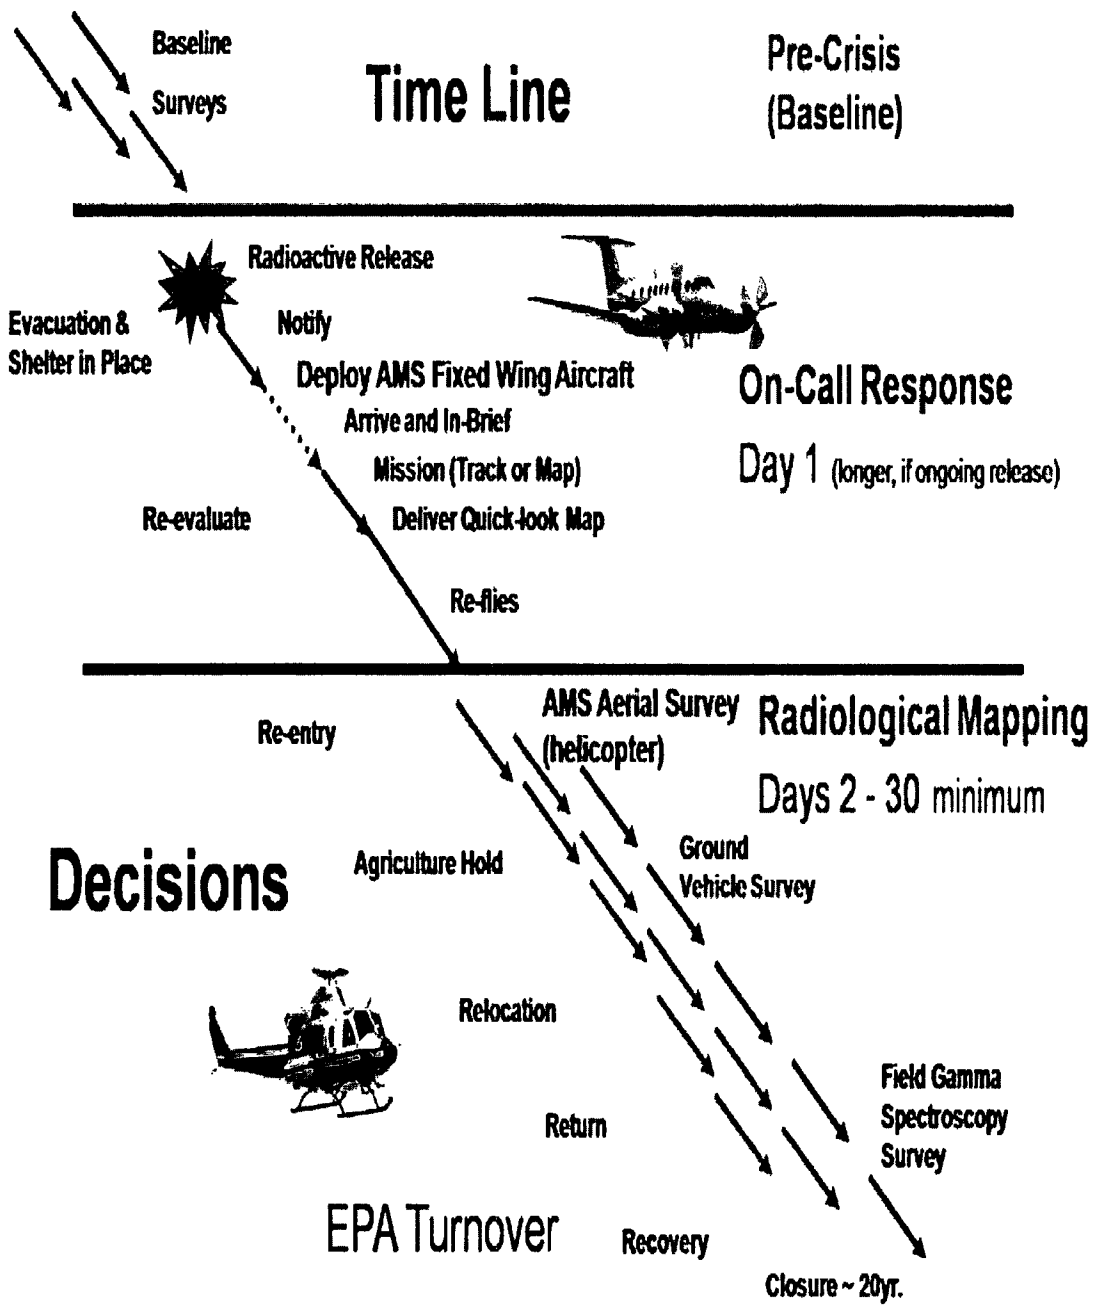 Baseline
Surveys
Time Line
Pre-Crisis
(Baseline)
Radioactive Release
Evacuation &
Shelter in Place
Notify
Deploy AMS Fixed Wing Aircraft
Arrive and In-Brief
Mission (Track or Map)
Re-evaluate
Deliver Quick-look Map
Re-flies
On-Call Response
Day 1 (longer, if ongoing release)
Re-entry
AMS Aerial Survey
(helicopter)
Radiological Mapping
Days 2 - 30 minimum
Decisions
Agriculture Hold
Ground
Vehicle Survey
Relocation
Return
Field Gamma
Spectroscopy
Survey
EPA Turnover
Recovery
Closure ~ 20yr.